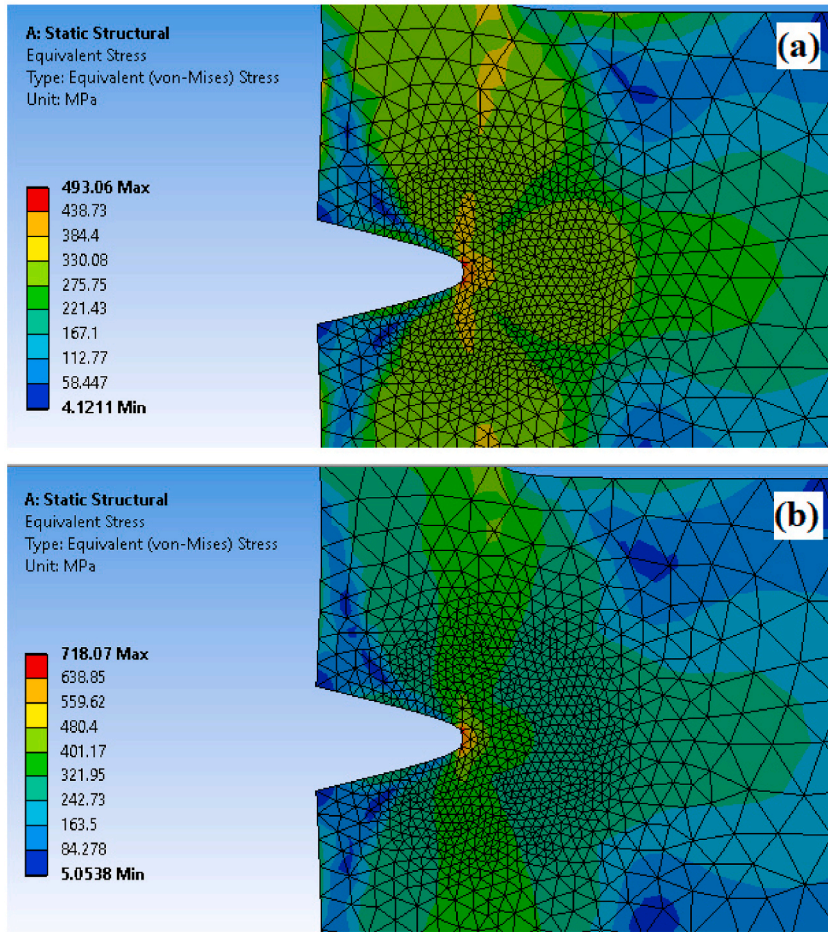 A: Static Structural
Equivalent Stress
Type: Equivalent (von-Mises) Stress
Unit: MPa
(a)
493.06 Max
438.73
384.4
330.08
275.75
221.43
167.1
112.77
58.447
4.1211 Min
A: Static Structural
Equivalent Stress
Type: Equivalent (von-Mises) Stress
Unit: MPa
(b)
718.07 Max
638.85
559.62
480.4
401.17
321.95
242.73
163.5
84.278
5.0538 Min